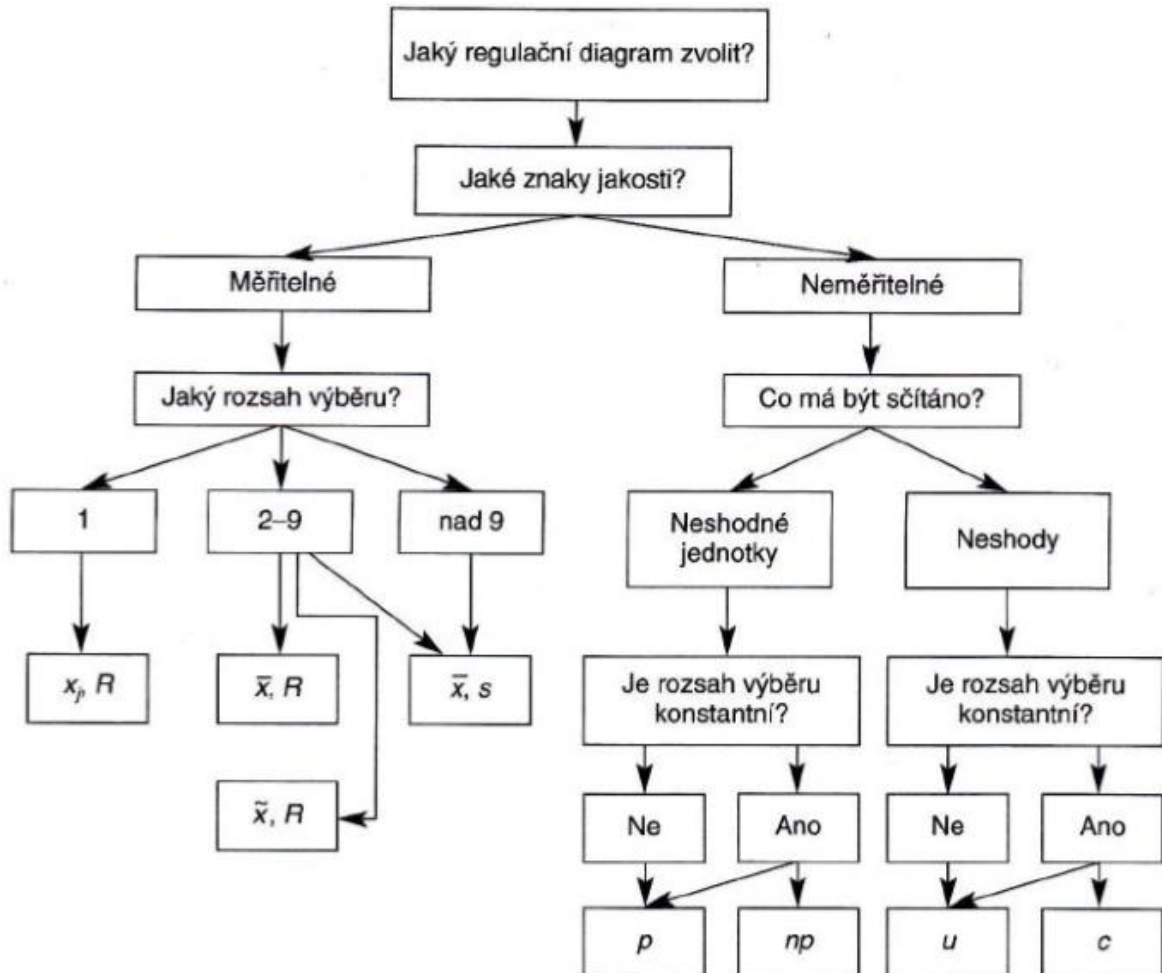 Jaký regulační diagram zvolit?
Jaké znaky jakosti?
Měřitelné
Neměřitelné
Jaký rozsah výběru?
Co má být sčítáno?
1
2–9
nad 9
Neshodné
jednotky
Neshody
x_j, R
x̅, R
x̅, s
Je rozsah výběru
konstantní?
Je rozsah výběru
konstantní?
x̃, R
Ne
Ano
Ne
Ano
p
np
u
c